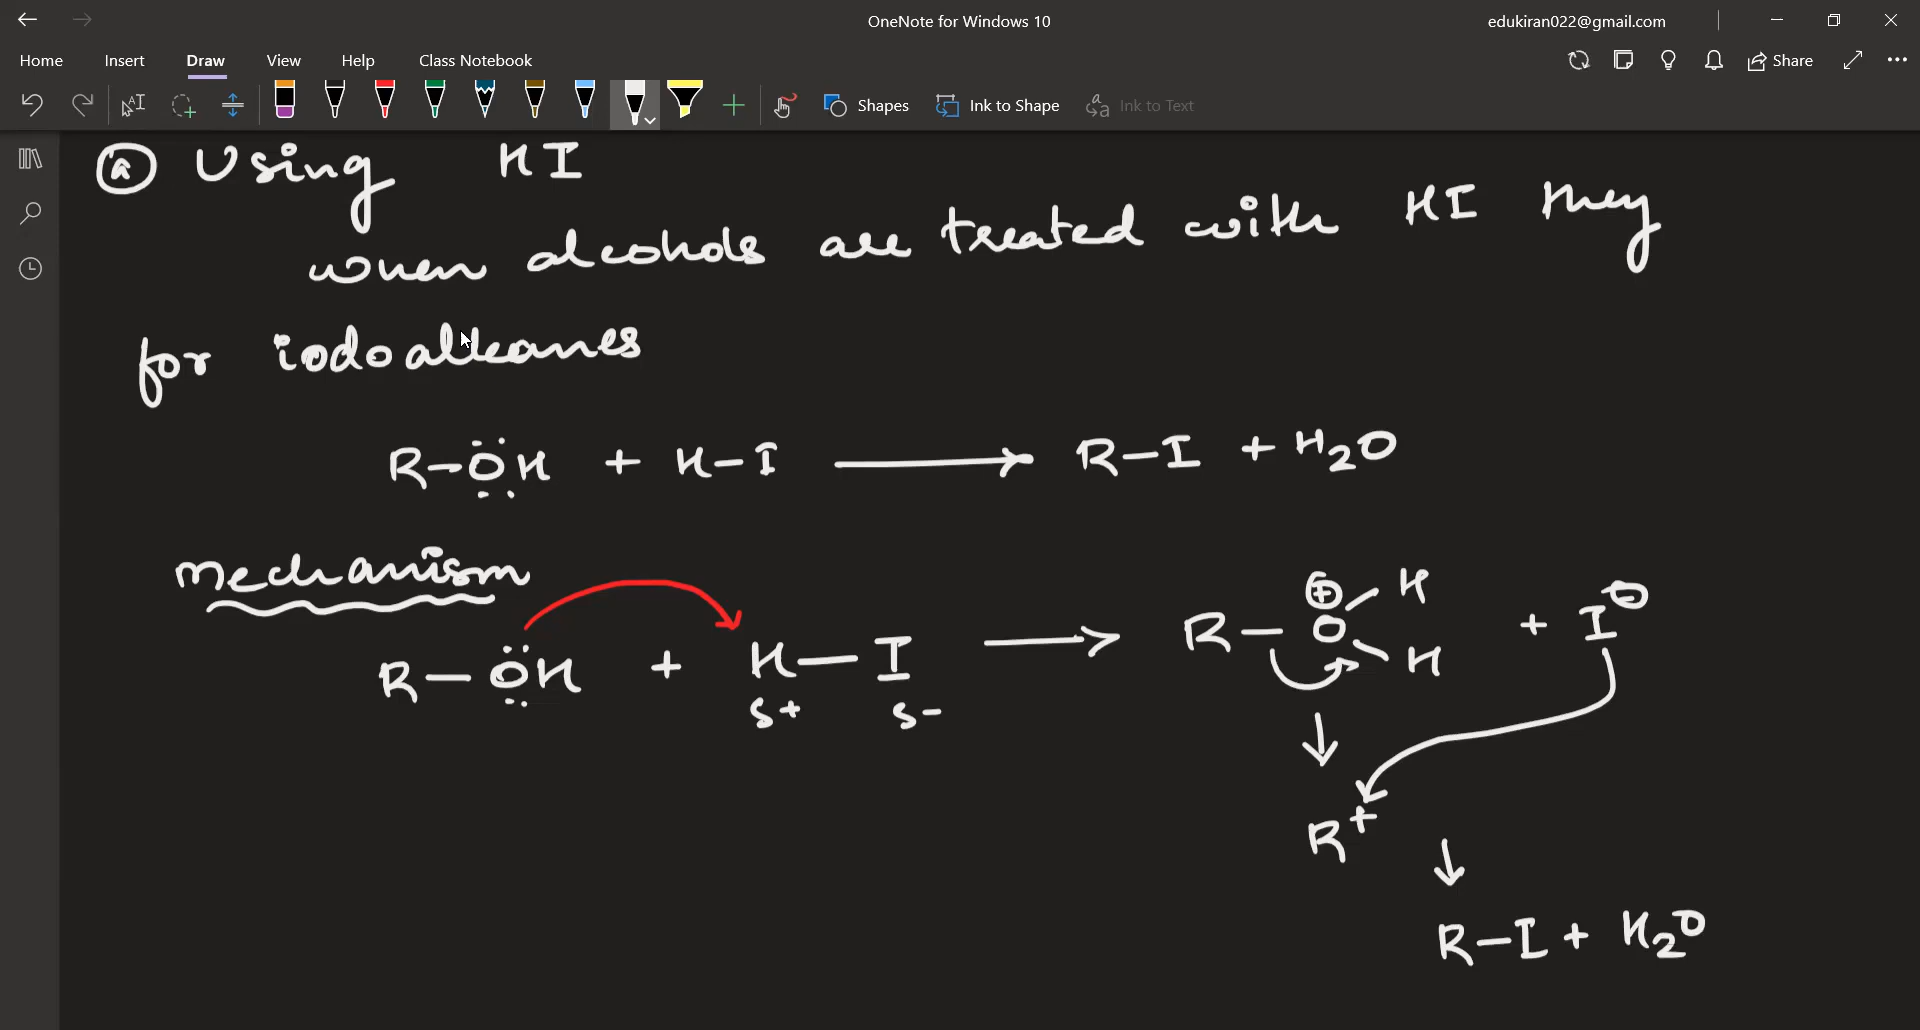 OneNote for Windows 10
edukiran022@gmail.com
Home Insert Draw View Help Class Notebook
Share
Shapes Ink to Shape Ink to Text
ⓐ Using HI
when alcohols are treated with HI they
for iodoalkanes
R-ÖH + H-I ⟶ R-I + H₂O
mechanism
R-ÖH + H-I ⟶ R-O⊕ H H + I⊖
δ+ δ-
↓
R⁺
↓
R-I + H₂O